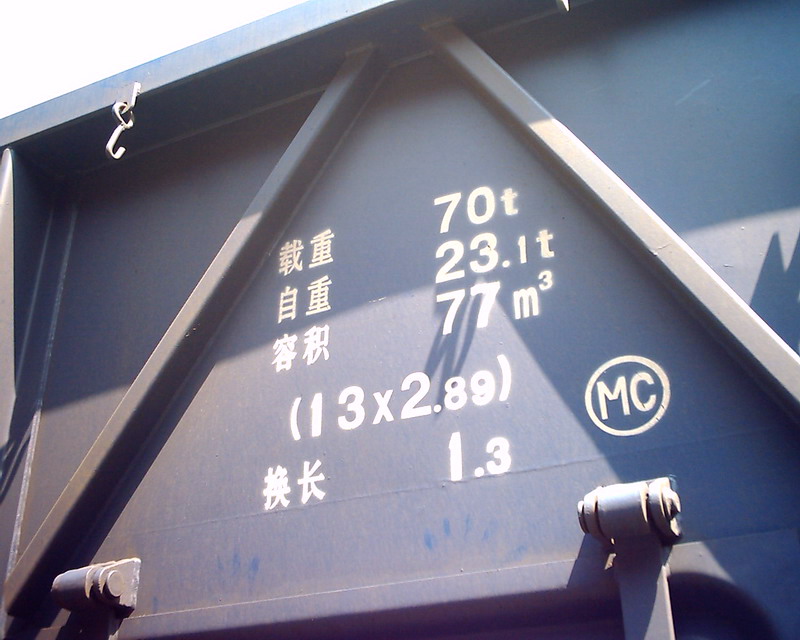 载重 70t
自重 23.1t
容积 77m³
(13x2.89)
MC
换长 1.3